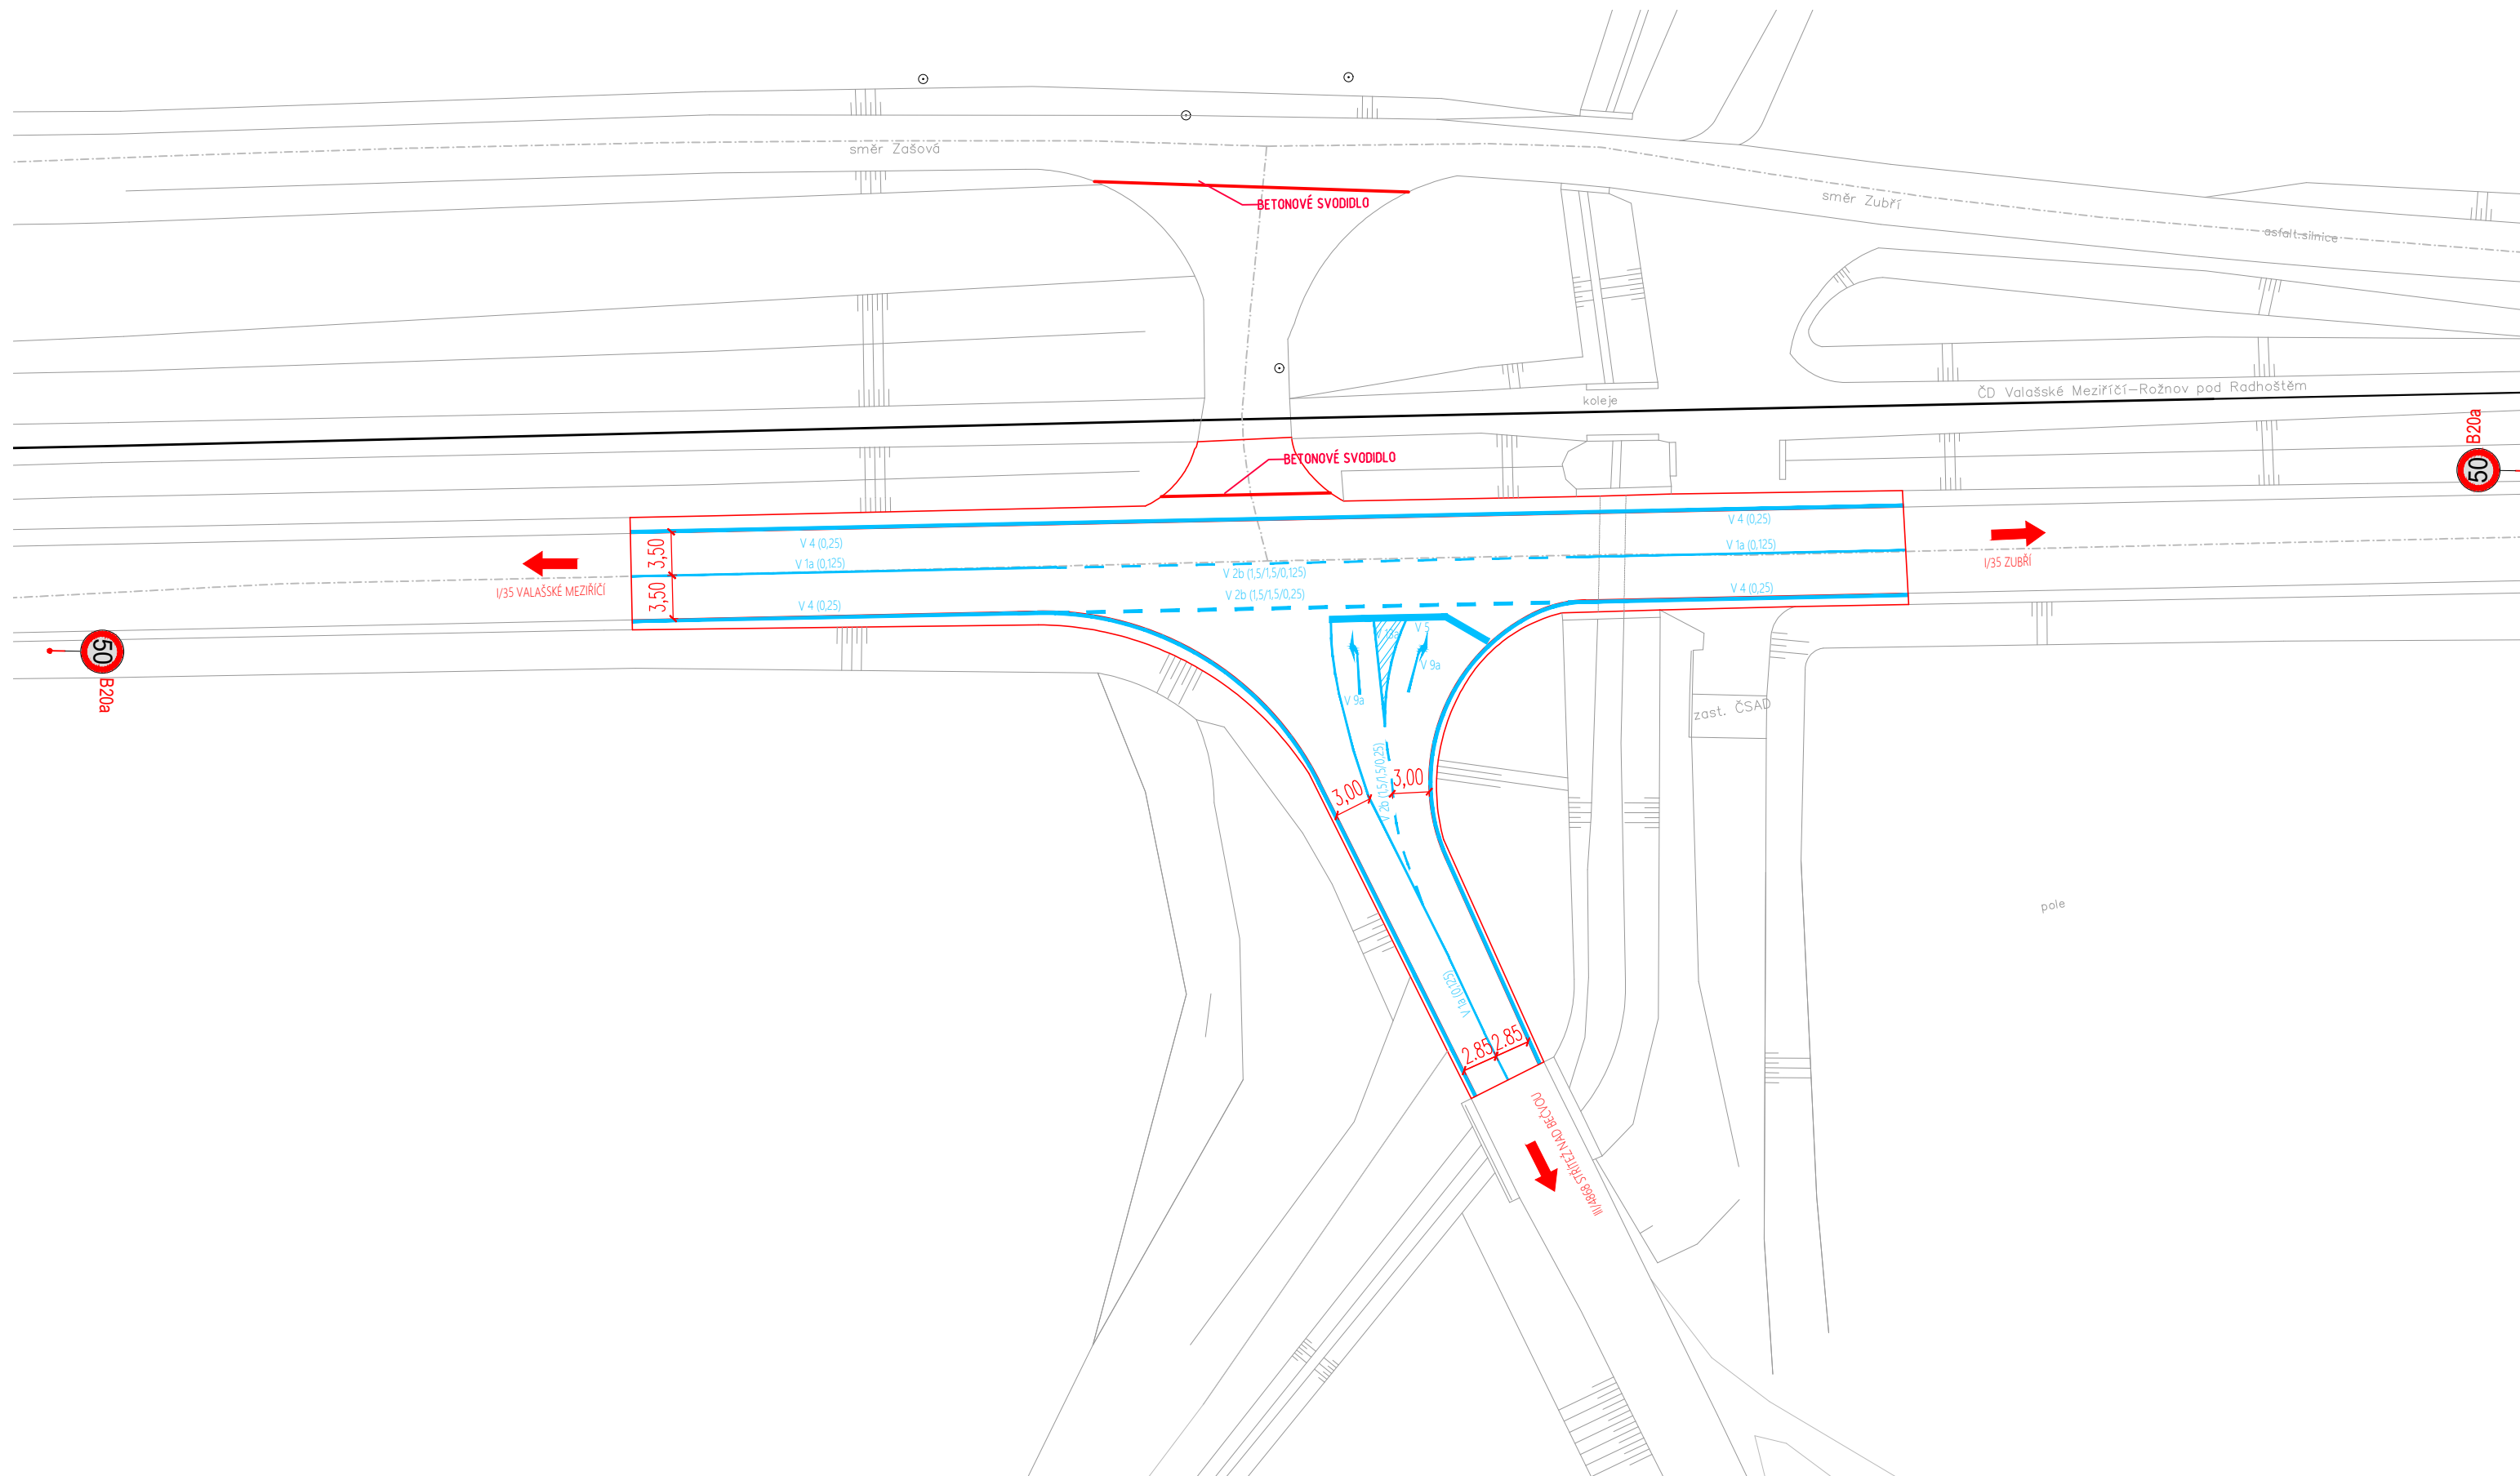 směr Zašová
směr Zubří
BETONOVÉ SVODIDLO
asfalt.silnice
ČD Valašské Meziříčí-Rožnov pod Radhoštěm
koleje
B20a
50
BETONOVÉ SVODIDLO
V 4 (0,25)
V 4 (0,25)
3,50
V 1a (0.125)
V 1a (0,125)
I/35 ZUBŘÍ
V 2b (1,5/1,5/0,125)
I/35 VALAŠSKÉ MEZIŘÍČÍ
3,50
V 4 (0,25)
V 2b (1,5/1,5/0,25)
V 4 (0,25)
50
B20a
V 13a
V 5
V 9a
V 9a
zast. ČSAD
V 2b (1,5/1,5/0,25)
3,00
3,00
pole
V 1a (0,125)
2.85
2.85
III/4868 STŘÍTEŽ NAD BEČVOU